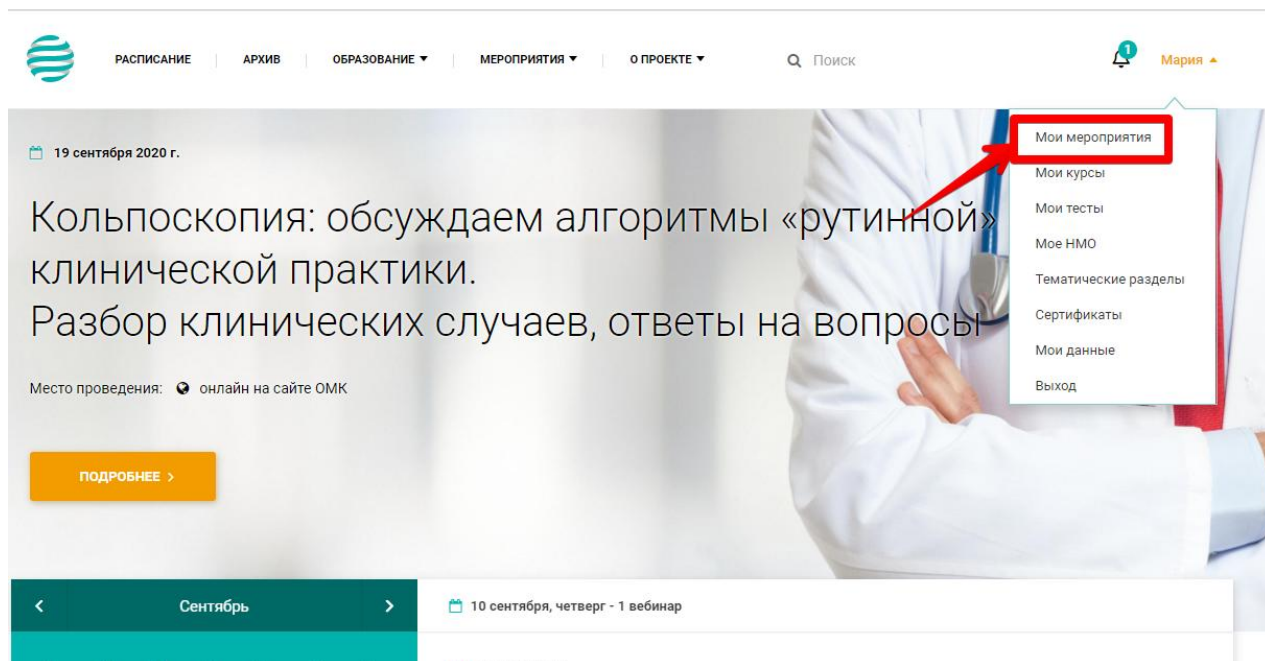 РАСПИСАНИЕ
АРХИВ
ОБРАЗОВАНИЕ
МЕРОПРИЯТИЯ
О ПРОЕКТЕ
Поиск
1
Мария
Мои мероприятия
Мои курсы
Мои тесты
Мое НМО
Тематические разделы
Сертификаты
Мои данные
Выход
19 сентября 2020 г.
Кольпоскопия: обсуждаем алгоритмы «рутинной»
клинической практики.
Разбор клинических случаев, ответы на вопросы
Место проведения: онлайн на сайте ОМК
ПОДРОБНЕЕ >
< Сентябрь >
10 сентября, четверг - 1 вебинар